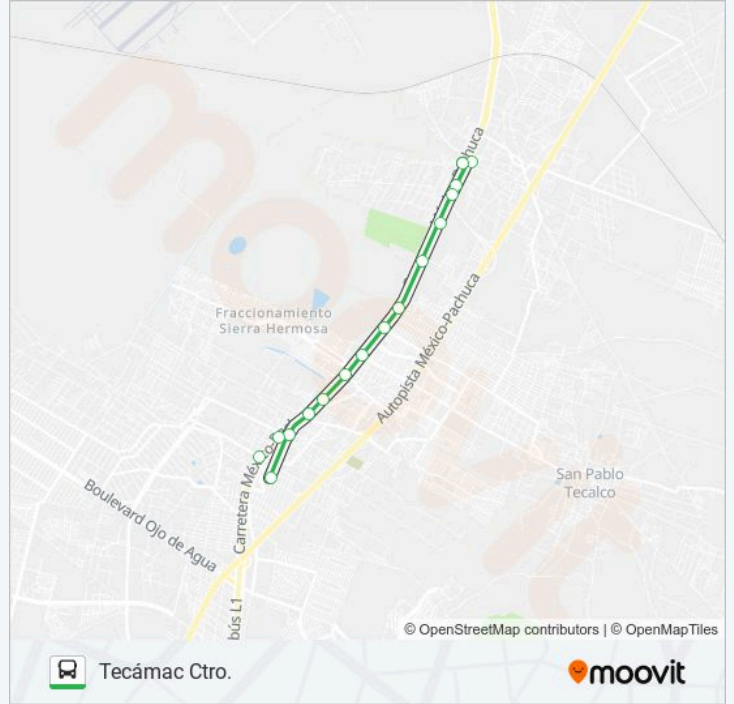 Fraccionamiento
Sierra Hermosa
Autopista México-Pachuca
San Pablo
Tecalco
Carretera México-
Boulevard Ojo de Agua
bús L1
© OpenStreetMap contributors | © OpenMapTiles
Tecámac Ctro.
moovit